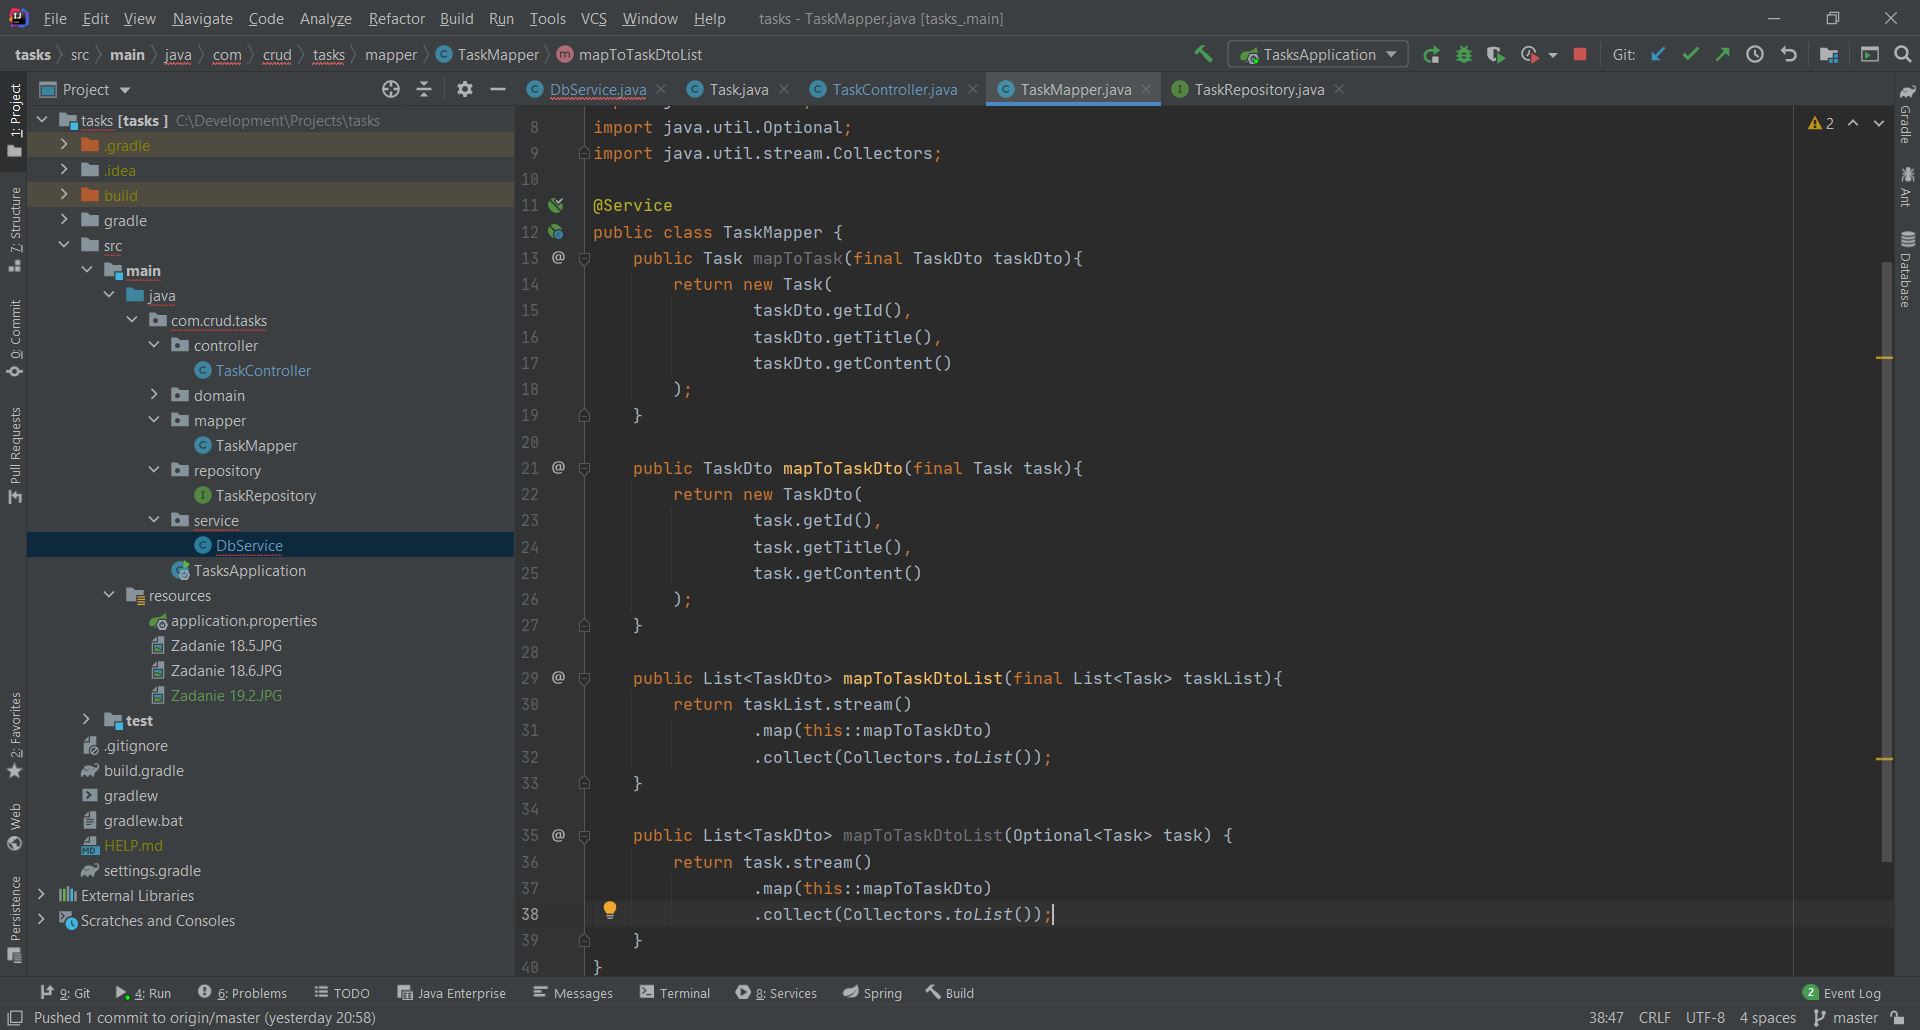 File Edit View Navigate Code Analyze Refactor Build Run Tools VCS Window Help tasks - TaskMapper.java [tasks_.main]
tasks src main java com crud tasks mapper TaskMapper mapToTaskDtoList TasksApplication Git:
Project
DbService.java Task.java TaskController.java TaskMapper.java TaskRepository.java
1: Project
7: Structure
0: Commit
Pull Requests
2: Favorites
Web
Persistence
tasks [tasks ] C:\Development\Projects\tasks
.gradle
.idea
build
gradle
src
main
java
com.crud.tasks
controller
TaskController
domain
mapper
TaskMapper
repository
TaskRepository
service
DbService
TasksApplication
resources
application.properties
Zadanie 18.5.JPG
Zadanie 18.6.JPG
Zadanie 19.2.JPG
test
.gitignore
build.gradle
gradlew
gradlew.bat
HELP.md
settings.gradle
External Libraries
Scratches and Consoles
8 import java.util.Optional;
9 import java.util.stream.Collectors;
10
11 @Service
12 public class TaskMapper {
13 @ public Task mapToTask(final TaskDto taskDto){
14 return new Task(
15 taskDto.getId(),
16 taskDto.getTitle(),
17 taskDto.getContent()
18 );
19 }
20
21 @ public TaskDto mapToTaskDto(final Task task){
22 return new TaskDto(
23 task.getId(),
24 task.getTitle(),
25 task.getContent()
26 );
27 }
28
29 @ public List<TaskDto> mapToTaskDtoList(final List<Task> taskList){
30 return taskList.stream()
31 .map(this::mapToTaskDto)
32 .collect(Collectors.toList());
33 }
34
35 @ public List<TaskDto> mapToTaskDtoList(Optional<Task> task) {
36 return task.stream()
37 .map(this::mapToTaskDto)
38 .collect(Collectors.toList());
39 }
40 }
2
Gradle
Ant
Database
9: Git 4: Run 6: Problems TODO Java Enterprise Messages Terminal 8: Services Spring Build 2 Event Log
Pushed 1 commit to origin/master (yesterday 20:58) 38:47 CRLF UTF-8 4 spaces master